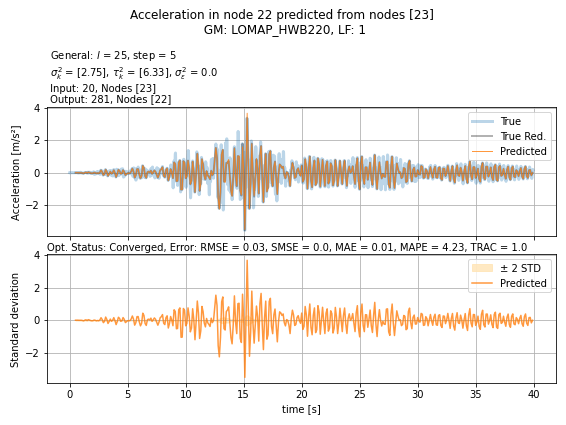 Acceleration in node 22 predicted from nodes [23]
GM: LOMAP_HWB220, LF: 1
General: l = 25, step = 5
σ²ₖ = [2.75], τ²ₖ = [6.33], σ²ε = 0.0
Input: 20, Nodes [23]
Output: 281, Nodes [22]
Acceleration [m/s²]
4
2
0
−2
True
True Red.
Predicted
Opt. Status: Converged, Error: RMSE = 0.03, SMSE = 0.0, MAE = 0.01, MAPE = 4.23, TRAC = 1.0
Standard deviation
4
2
0
−2
± 2 STD
Predicted
0 5 10 15 20 25 30 35 40
time [s]